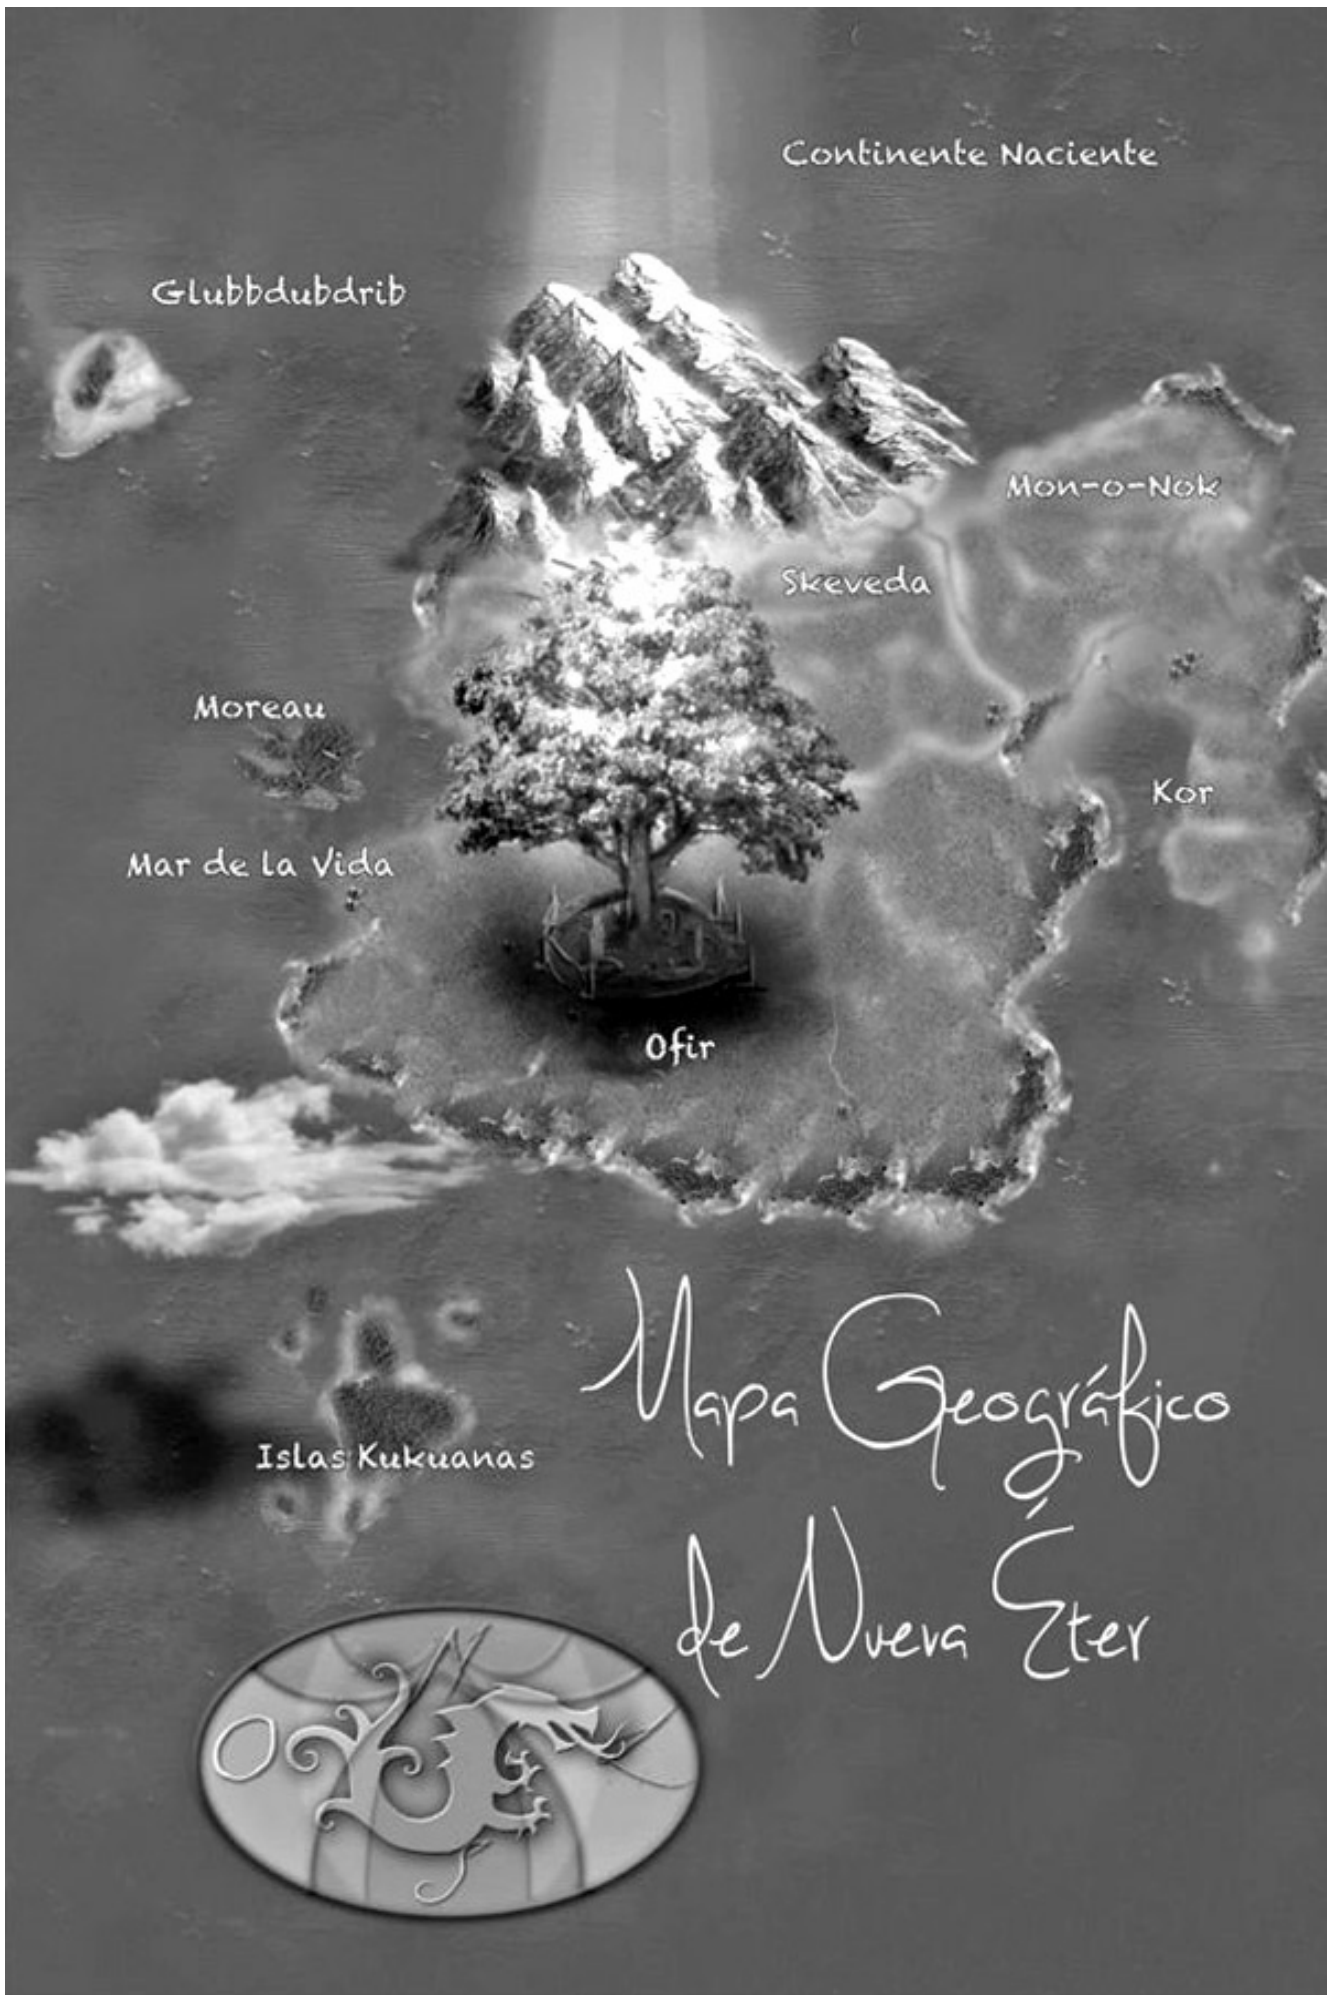 Continente Naciente
Glubbdubdrib
Mon-o-Nok
Skeveda
Moreau
Kor
Mar de la Vida
Ofir
Mapa Geográfico
de Nueva Éter
Islas Kukuanas